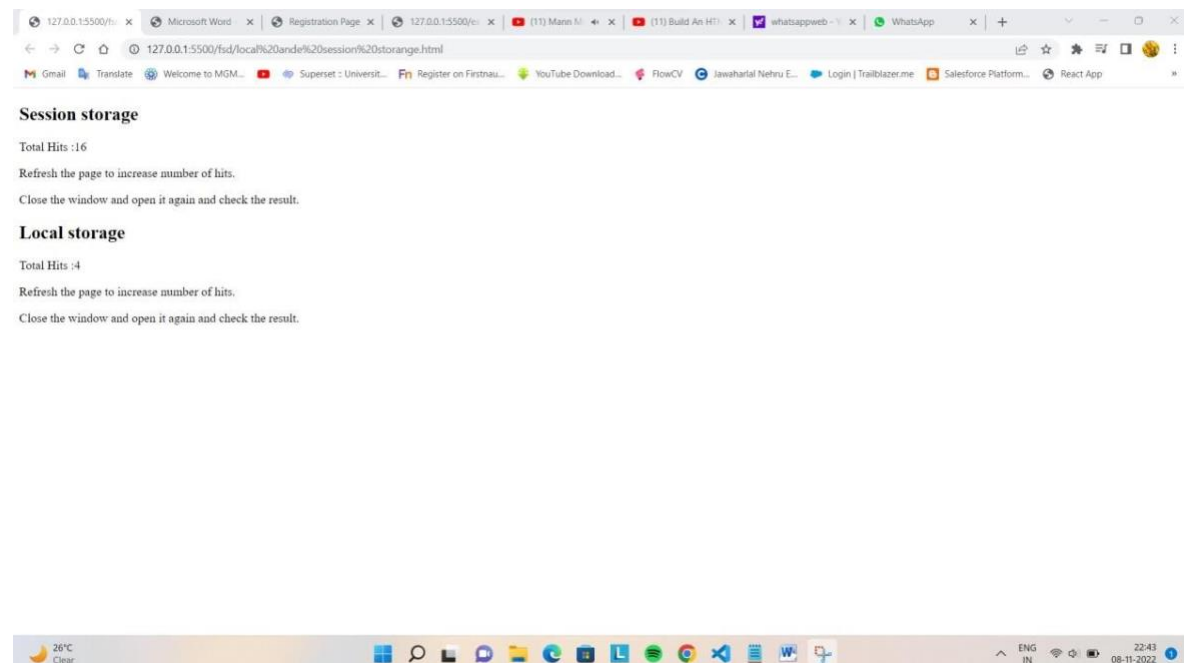 127.0.0.1:5500/fs
Microsoft Word
Registration Page
127.0.0.1:5500/es
(11) Mann M
(11) Build An HT
whatsappweb -
WhatsApp
127.0.0.1:5500/fsd/local%20ande%20session%20storange.html
Gmail
Translate
Welcome to MGM...
Superset : Universit...
Fn Register on Firstnau...
YouTube Download...
FlowCV
Jawaharlal Nehru E...
Login | Trailblazer.me
Salesforce Platform...
React App
»
Session storage
Total Hits :16
Refresh the page to increase number of hits.
Close the window and open it again and check the result.
Local storage
Total Hits :4
Refresh the page to increase number of hits.
Close the window and open it again and check the result.
26°C
Clear
L
W
ENG
IN
22:43
08-11-2022
1